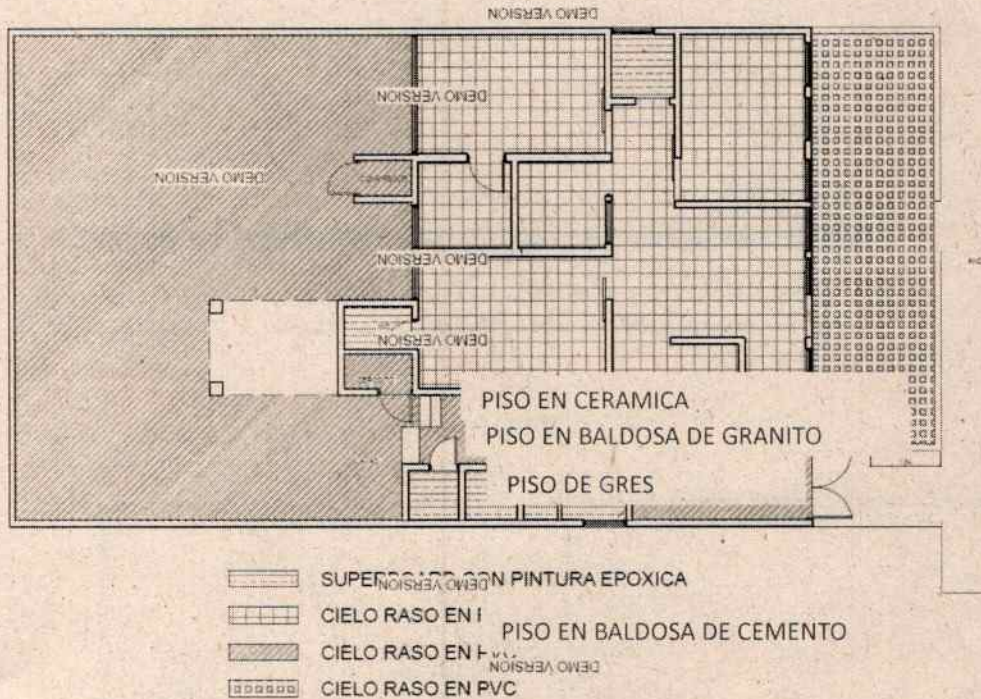 DEMO VERSION
DEMO VERSION
DEMO VERSION
DEMO VERSION
DEMO VERSION
PISO EN CERAMICA
PISO EN BALDOSA DE GRANITO
PISO DE GRES
DEMO VERSION
CON PINTURA EPOXICA
CIELO RASO EN
PISO EN BALDOSA DE CEMENTO
CIELO RASO EN
DEMO VERSION
CIELO RASO EN PVC